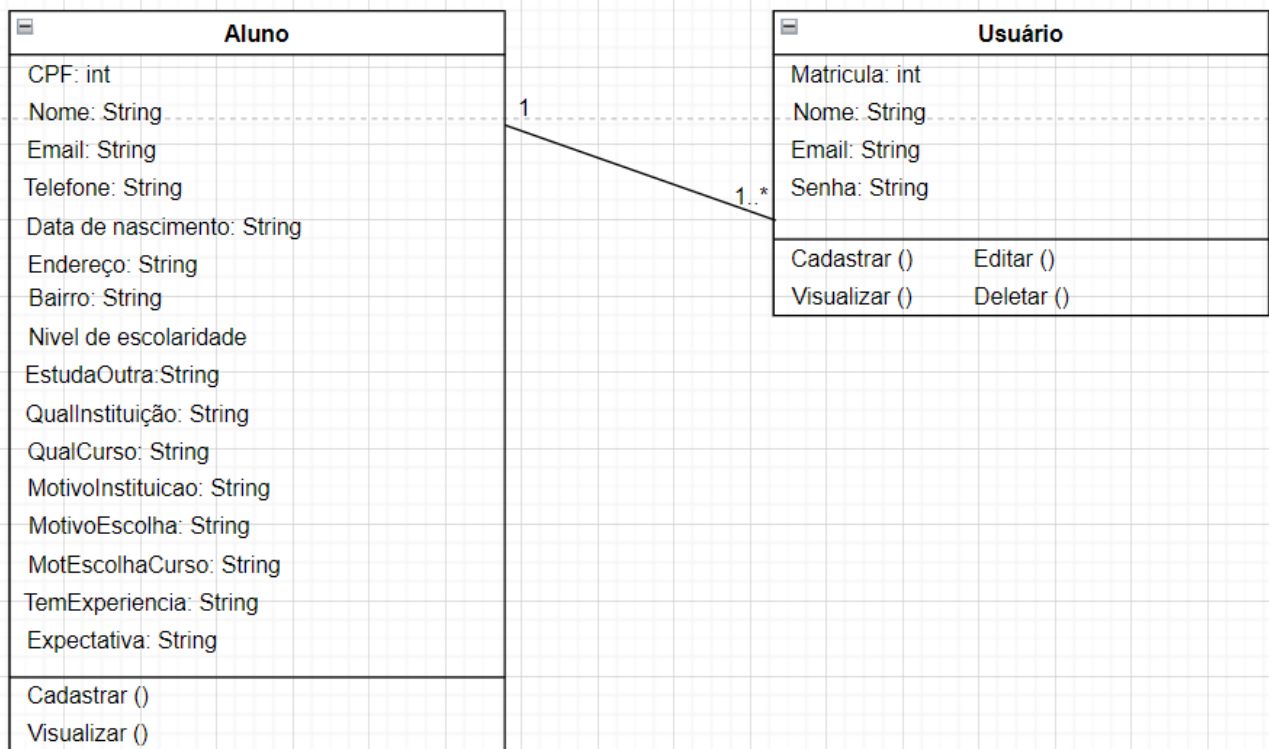 Aluno
CPF: int
Nome: String
Email: String
Telefone: String
Data de nascimento: String
Endereço: String
Bairro: String
Nivel de escolaridade
EstudaOutra:String
QualInstituição: String
QualCurso: String
MotivoInstituicao: String
MotivoEscolha: String
MotEscolhaCurso: String
TemExperiencia: String
Expectativa: String
Cadastrar ()
Visualizar ()
1
1..*
Usuário
Matricula: int
Nome: String
Email: String
Senha: String
Cadastrar () Editar ()
Visualizar () Deletar ()